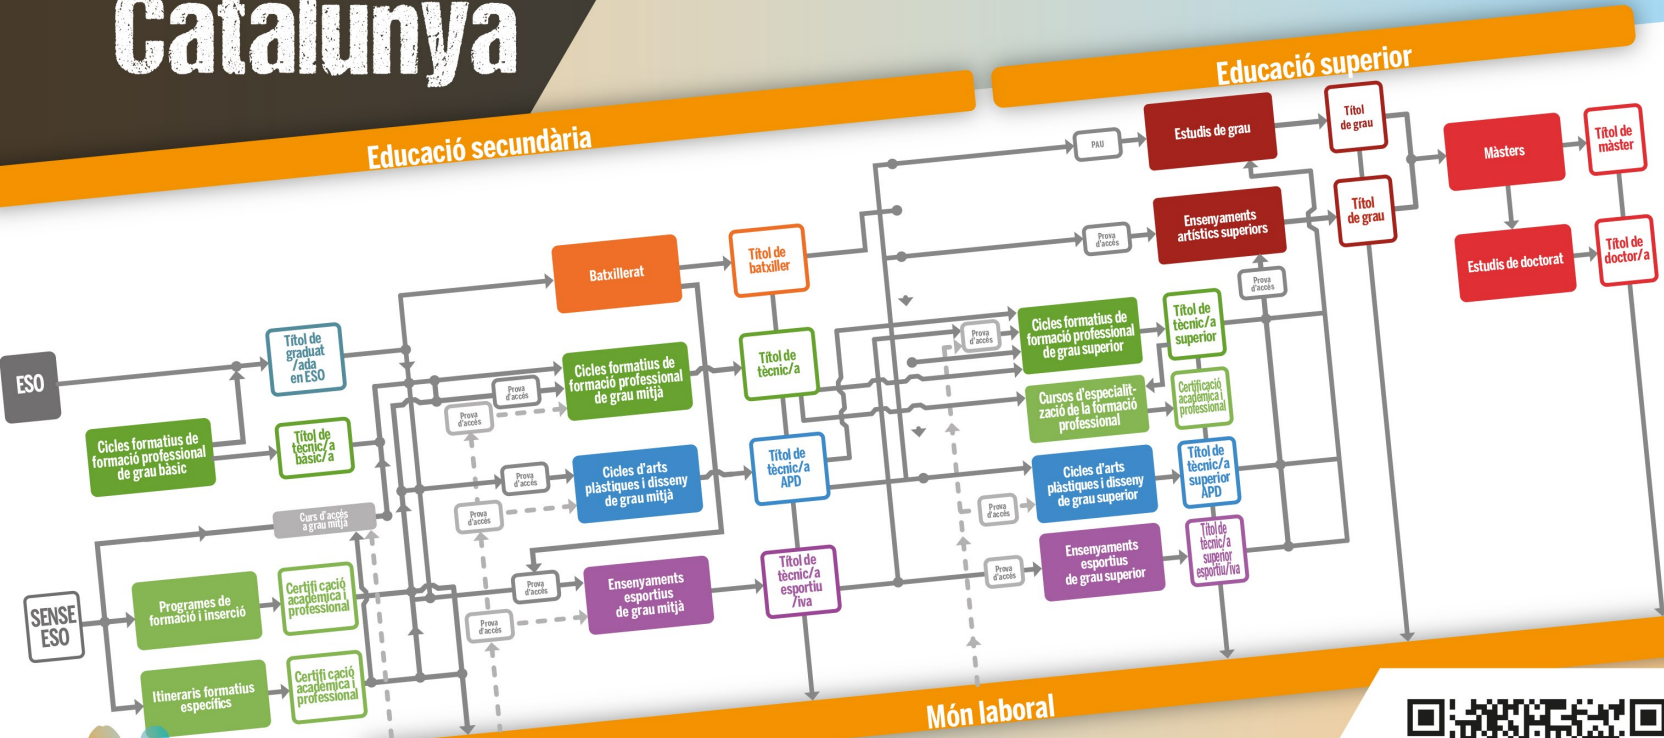 Catalunya
Educació secundària
Educació superior
ESO
Títol de
graduat
/ada
en ESO
Cicles formatius de
formació professional
de grau bàsic
Títol de
tècnic/a
bàsic/a
Curs d'accés
a grau mitjà
SENSE
ESO
Programes de
formació i inserció
Certifi cació
acadèmica i
professional
Itineraris formatius
específics
Certifi cació
acadèmica i
professional
Batxillerat
Títol de
batxiller
Prova
d'accés
Prova
d'accés
Cicles formatius de
formació professional
de grau mitjà
Títol de
tècnic/a
Prova
d'accés
Prova
d'accés
Cicles d'arts
plàstiques i disseny
de grau mitjà
Títol de
tècnic/a
APD
Prova
d'accés
Prova
d'accés
Ensenyaments
esportius
de grau mitjà
Títol de
tècnic/a
esportiu
/iva
PAU
Estudis de grau
Títol
de grau
Prova
d'accés
Ensenyaments
artístics superiors
Títol
de grau
Prova
d'accés
Màsters
Títol de
màster
Estudis de doctorat
Títol de
doctor/a
Prova
d'accés
Cicles formatius de
formació professional
de grau superior
Títol de
tècnic/a
superior
Cursos d'especialit-
zació de la formació
professional
Certificació
acadèmica i
professional
Prova
d'accés
Cicles d'arts
plàstiques i disseny
de grau superior
Títol de
tècnic/a
superior
APD
Prova
d'accés
Ensenyaments
esportius
de grau superior
Títol de
tècnic/a
superior
esportiu/iva
Món laboral